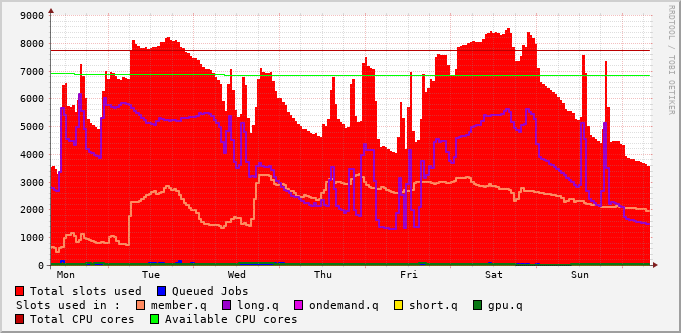 9000
8000
7000
6000
5000
4000
3000
2000
1000
0
Mon Tue Wed Thu Fri Sat Sun
RRDTOOL / TOBI OETIKER
Total slots used Queued Jobs
Slots used in : member.q long.q ondemand.q short.q gpu.q
Total CPU cores Available CPU cores